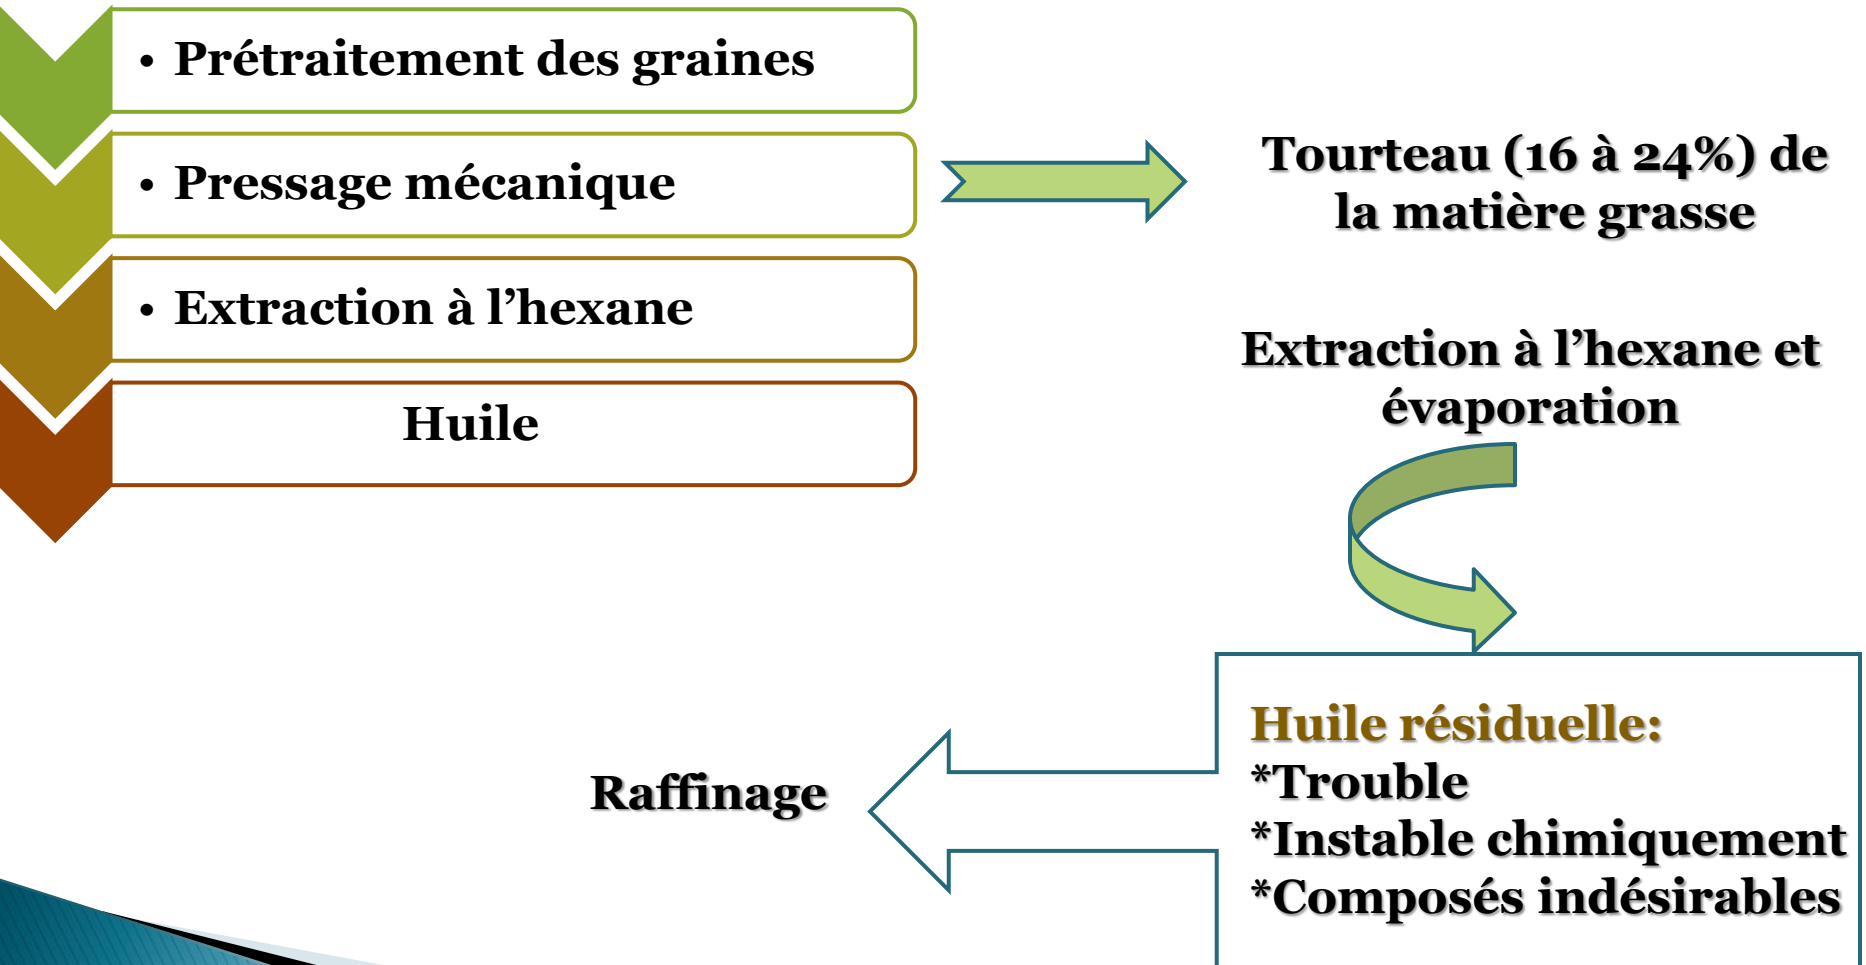 • Prétraitement des graines
• Pressage mécanique
• Extraction à l’hexane
Huile
Tourteau (16 à 24%) de
la matière grasse
Extraction à l’hexane et
évaporation
Huile résiduelle:
*Trouble
*Instable chimiquement
*Composés indésirables
Raffinage